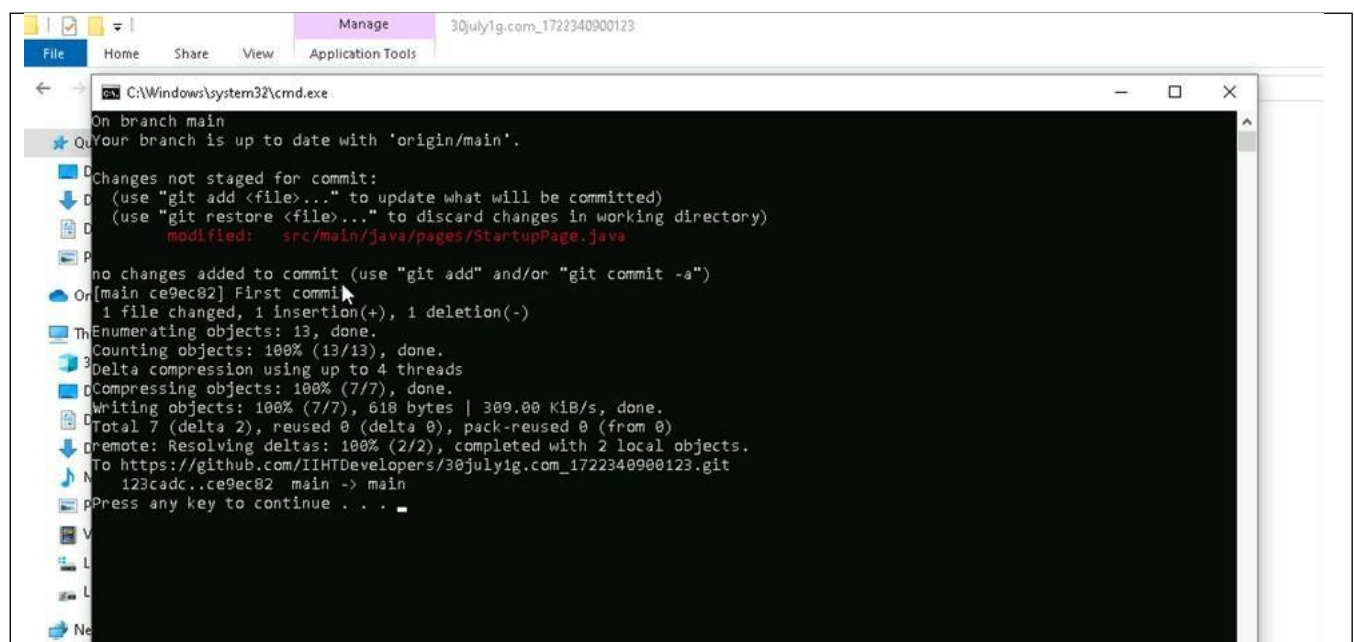 Manage
30july1g.com_1722340900123
File
Home
Share
View
Application Tools
C:\Windows\system32\cmd.exe
On branch main
Your branch is up to date with 'origin/main'.
Changes not staged for commit:
(use "git add <file>..." to update what will be committed)
(use "git restore <file>..." to discard changes in working directory)
modified: src/main/java/pages/StartupPage.java
no changes added to commit (use "git add" and/or "git commit -a")
[main ce9ec82] First commit
1 file changed, 1 insertion(+), 1 deletion(-)
Enumerating objects: 13, done.
Counting objects: 100% (13/13), done.
Delta compression using up to 4 threads
Compressing objects: 100% (7/7), done.
Writing objects: 100% (7/7), 618 bytes | 309.00 KiB/s, done.
Total 7 (delta 2), reused 0 (delta 0), pack-reused 0 (from 0)
remote: Resolving deltas: 100% (2/2), completed with 2 local objects.
To https://github.com/IIHTDevelopers/30july1g.com_1722340900123.git
123cadc..ce9ec82 main -> main
Press any key to continue . . .